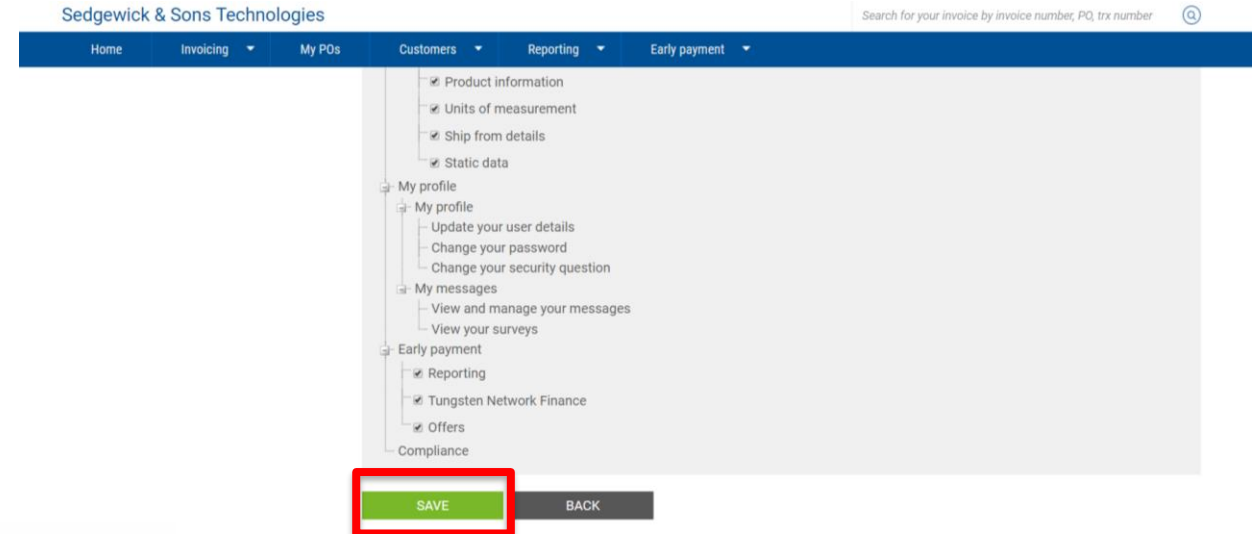 Sedgewick & Sons Technologies
Search for your invoice by invoice number, PO, trx number
Home Invoicing My POs Customers Reporting Early payment
Product information
Units of measurement
Ship from details
Static data
My profile
My profile
Update your user details
Change your password
Change your security question
My messages
View and manage your messages
View your surveys
Early payment
Reporting
Tungsten Network Finance
Offers
Compliance
SAVE BACK